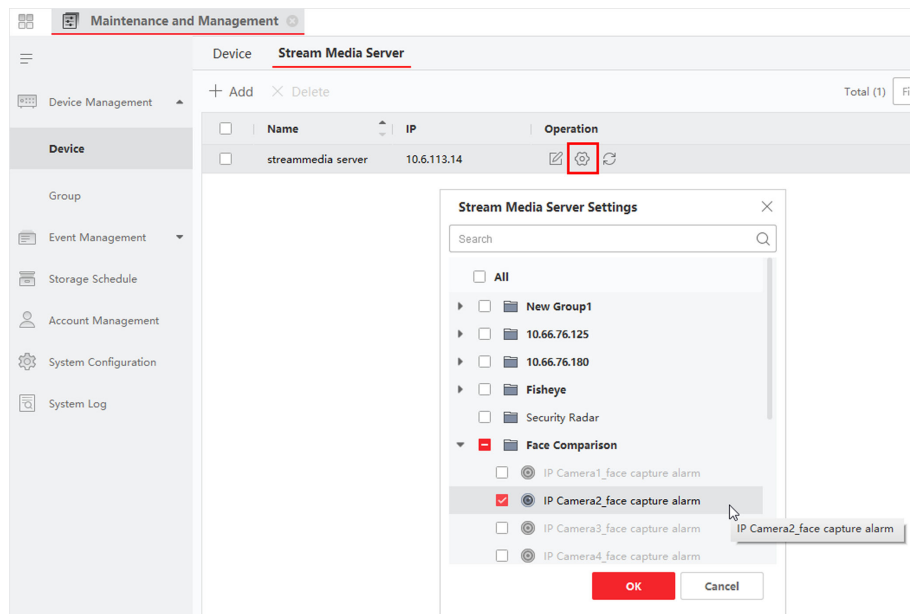 Maintenance and Management
Device
Stream Media Server
Add
Delete
Total (1)
Fi
Device Management
Device
Group
Event Management
Storage Schedule
Account Management
System Configuration
System Log
Name
IP
Operation
streammedia server
10.6.113.14
Stream Media Server Settings
Search
All
New Group1
10.66.76.125
10.66.76.180
Fisheye
Security Radar
Face Comparison
IP Camera1_face capture alarm
IP Camera2_face capture alarm
IP Camera2_face capture alarm
IP Camera3_face capture alarm
IP Camera4_face capture alarm
OK
Cancel